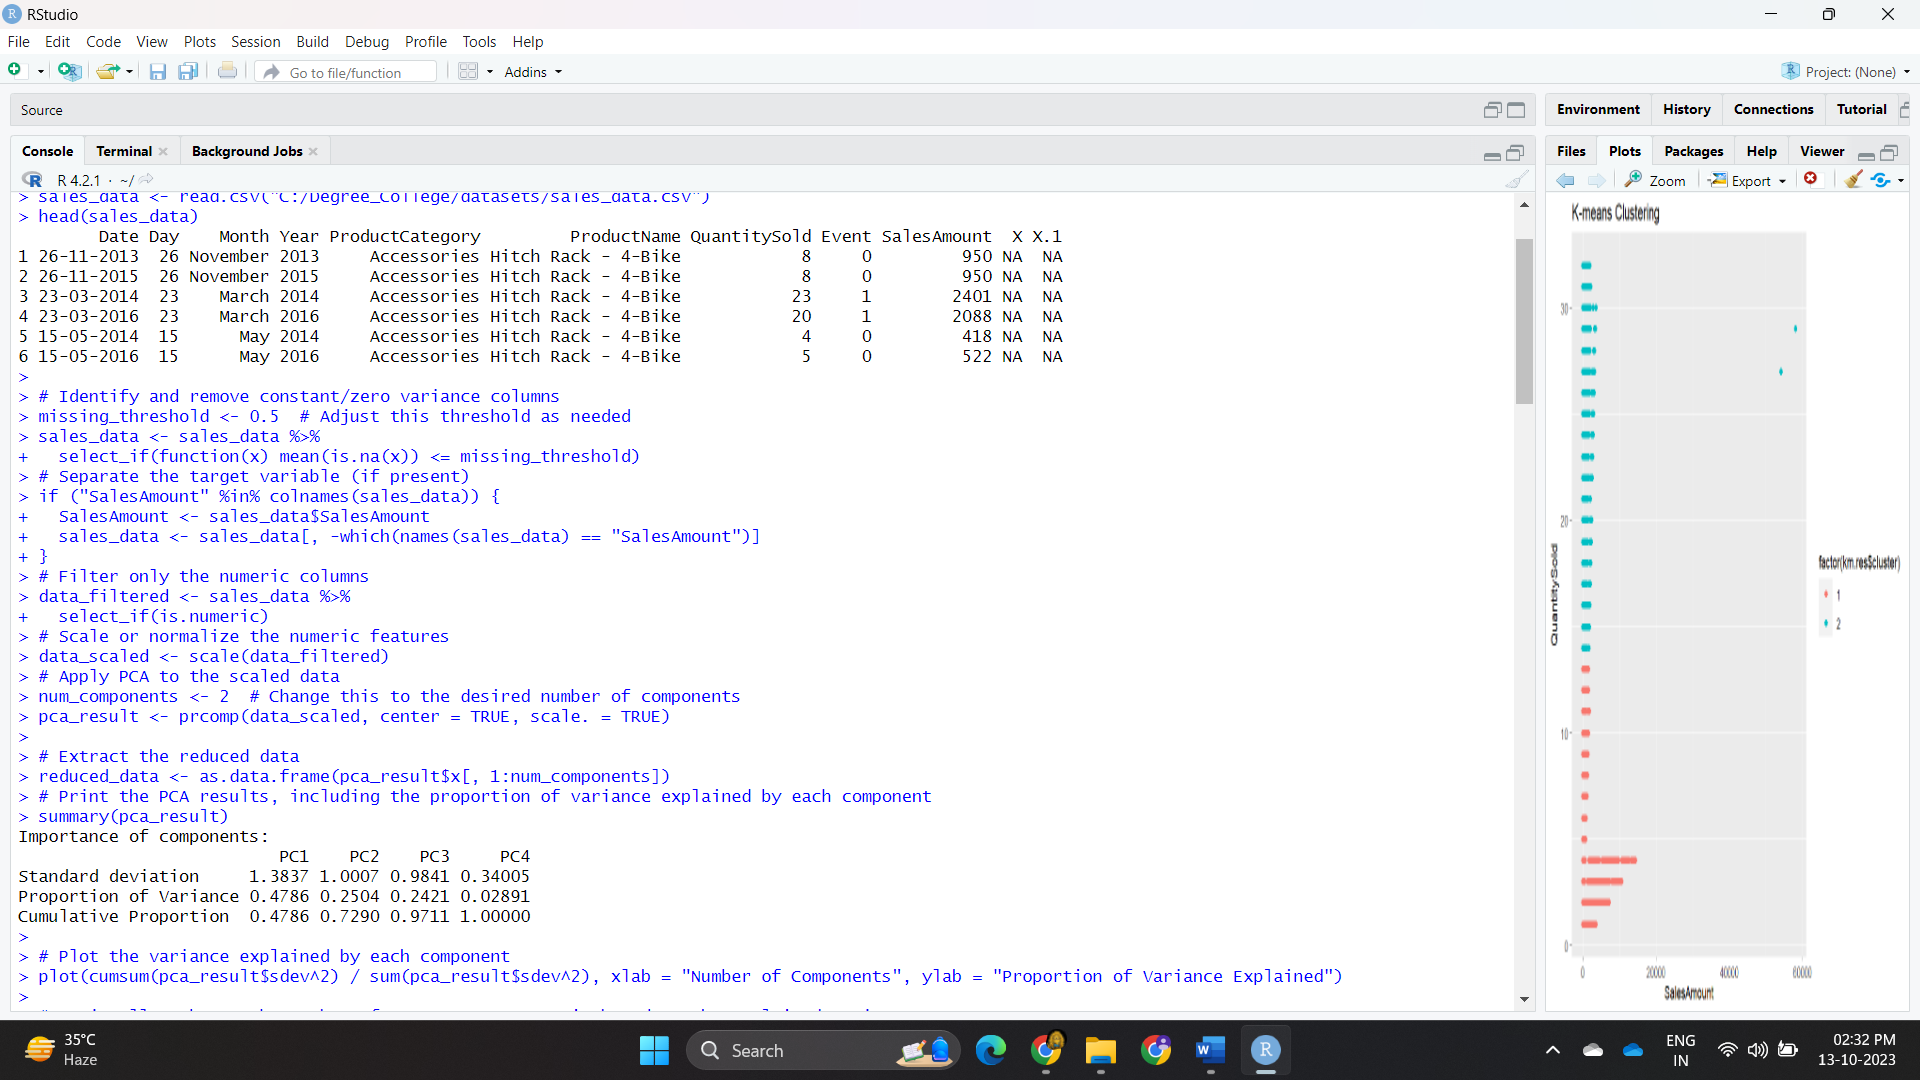 RStudio
File Edit Code View Plots Session Build Debug Profile Tools Help
Go to file/function Addins Project: (None)
Source
Console Terminal Background Jobs
R 4.2.1 · ~/
> sales_data <- read.csv("C:/Degree_College/datasets/sales_data.csv")
> head(sales_data)
Date Day Month Year ProductCategory ProductName QuantitySold Event SalesAmount X X.1
1 26-11-2013 26 November 2013 Accessories Hitch Rack - 4-Bike 8 0 950 NA NA
2 26-11-2015 26 November 2015 Accessories Hitch Rack - 4-Bike 8 0 950 NA NA
3 23-03-2014 23 March 2014 Accessories Hitch Rack - 4-Bike 23 1 2401 NA NA
4 23-03-2016 23 March 2016 Accessories Hitch Rack - 4-Bike 20 1 2088 NA NA
5 15-05-2014 15 May 2014 Accessories Hitch Rack - 4-Bike 4 0 418 NA NA
6 15-05-2016 15 May 2016 Accessories Hitch Rack - 4-Bike 5 0 522 NA NA
>
> # Identify and remove constant/zero variance columns
> missing_threshold <- 0.5 # Adjust this threshold as needed
> sales_data <- sales_data %>%
+ select_if(function(x) mean(is.na(x)) <= missing_threshold)
> # Separate the target variable (if present)
> if ("SalesAmount" %in% colnames(sales_data)) {
+ SalesAmount <- sales_data$SalesAmount
+ sales_data <- sales_data[, -which(names(sales_data) == "SalesAmount")]
+ }
> # Filter only the numeric columns
> data_filtered <- sales_data %>%
+ select_if(is.numeric)
> # Scale or normalize the numeric features
> data_scaled <- scale(data_filtered)
> # Apply PCA to the scaled data
> num_components <- 2 # Change this to the desired number of components
> pca_result <- prcomp(data_scaled, center = TRUE, scale. = TRUE)
>
> # Extract the reduced data
> reduced_data <- as.data.frame(pca_result$x[, 1:num_components])
> # Print the PCA results, including the proportion of variance explained by each component
> summary(pca_result)
Importance of components:
PC1 PC2 PC3 PC4
Standard deviation 1.3837 1.0007 0.9841 0.34005
Proportion of Variance 0.4786 0.2504 0.2421 0.02891
Cumulative Proportion 0.4786 0.7290 0.9711 1.00000
>
> # Plot the variance explained by each component
> plot(cumsum(pca_result$sdev^2) / sum(pca_result$sdev^2), xlab = "Number of Components", ylab = "Proportion of Variance Explained")
>
Environment History Connections Tutorial
Files Plots Packages Help Viewer
Zoom Export
K-means Clustering
30
20
10
0
QuantitySold
0 20000 40000 60000
SalesAmount
factor(km.res$cluster)
1
2
35°C
Haze
Search
ENG
IN
02:32 PM
13-10-2023